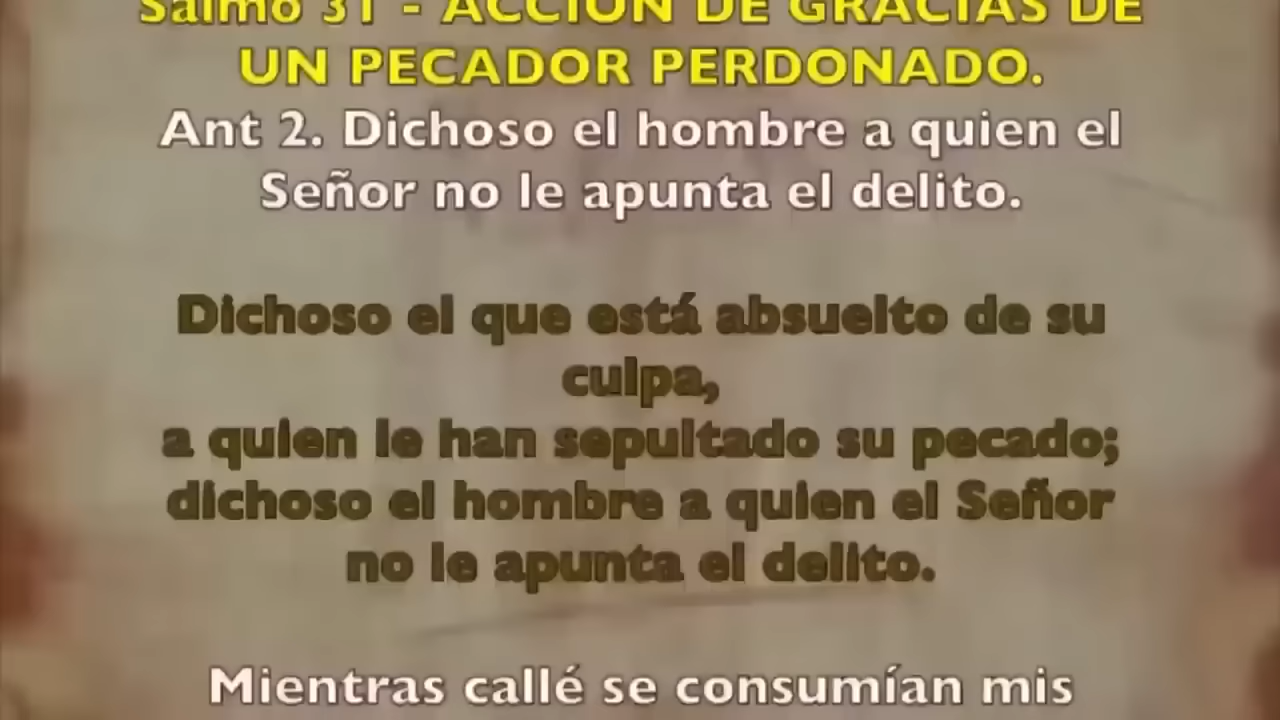 Salmo 31 - ACCIÓN DE GRACIAS DE
UN PECADOR PERDONADO.
Ant 2. Dichoso el hombre a quien el
Señor no le apunta el delito.
Dichoso el que está absuelto de su
culpa,
a quien le han sepultado su pecado;
dichoso el hombre a quien el Señor
no le apunta el delito.
Mientras callé se consumían mis